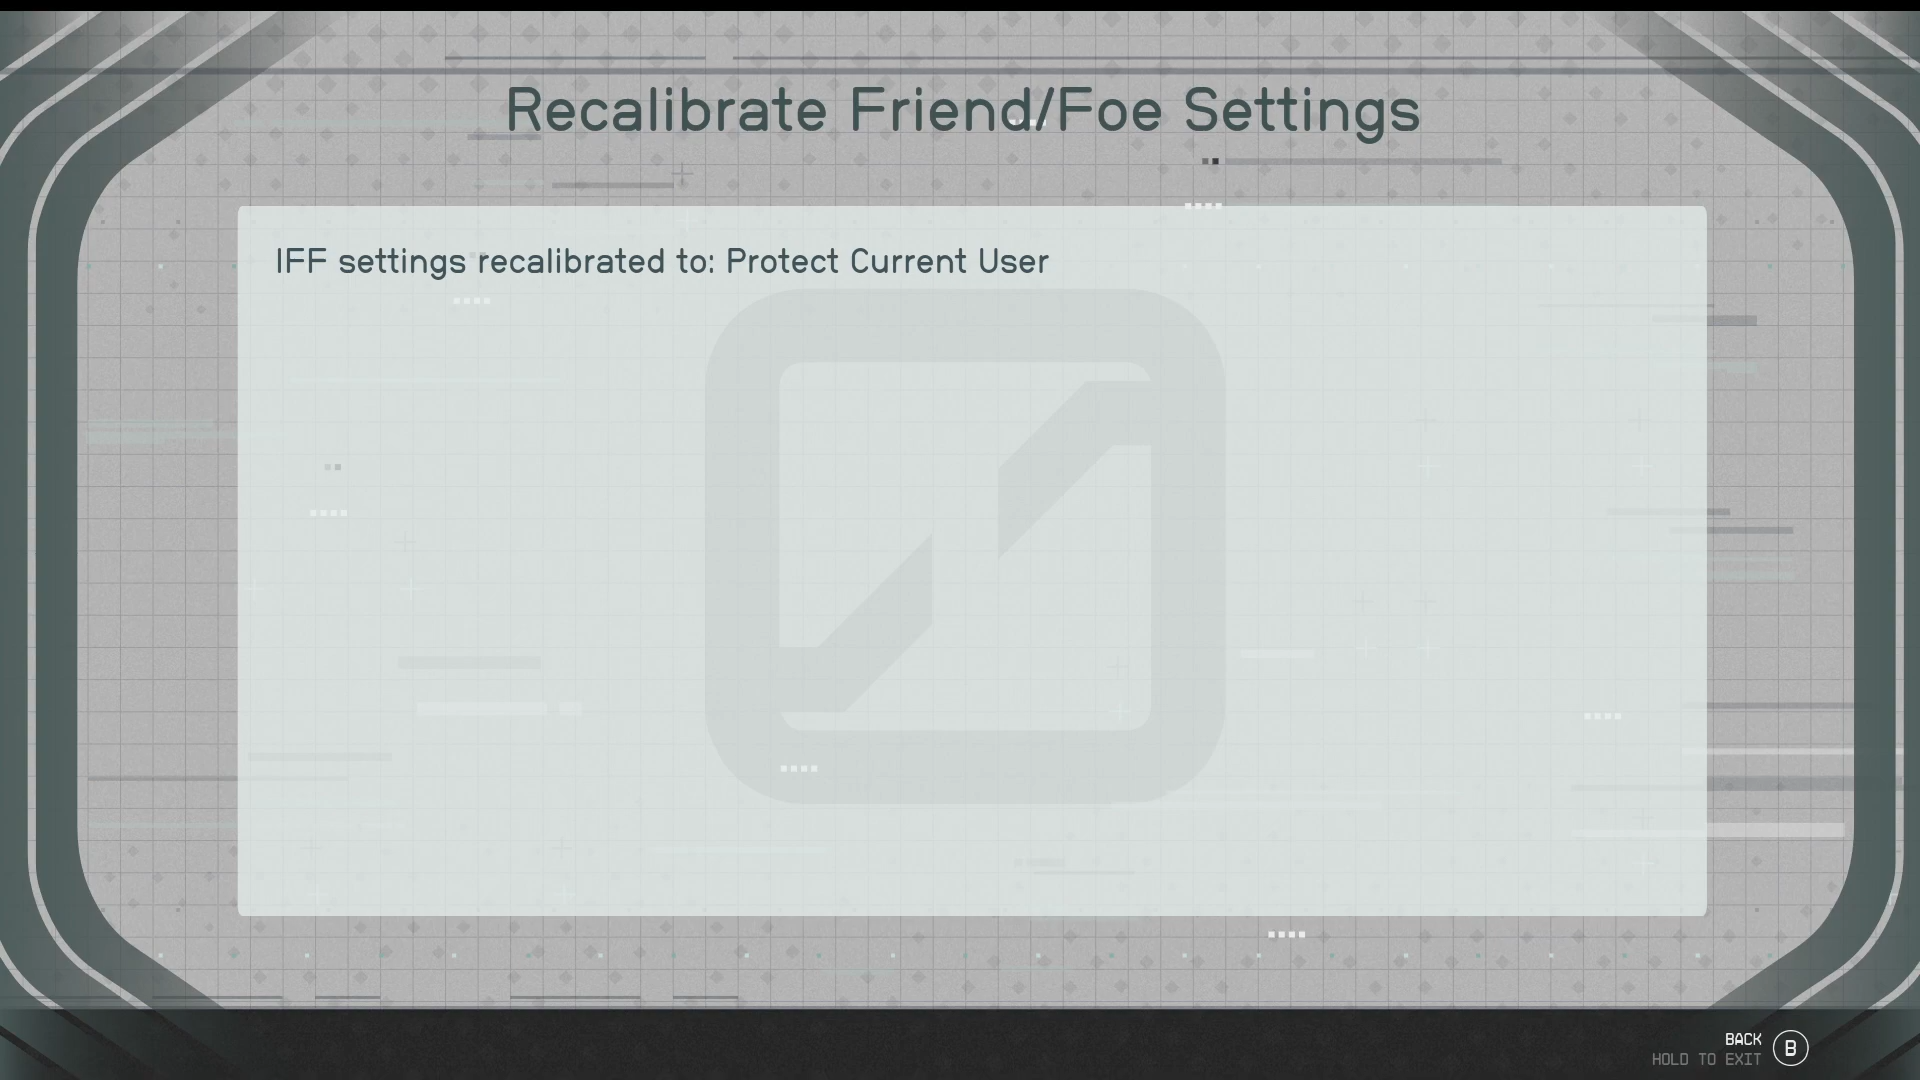 Recalibrate Friend/Foe Settings
IFF settings recalibrated to: Protect Current User
BACK
HOLD TO EXIT
B